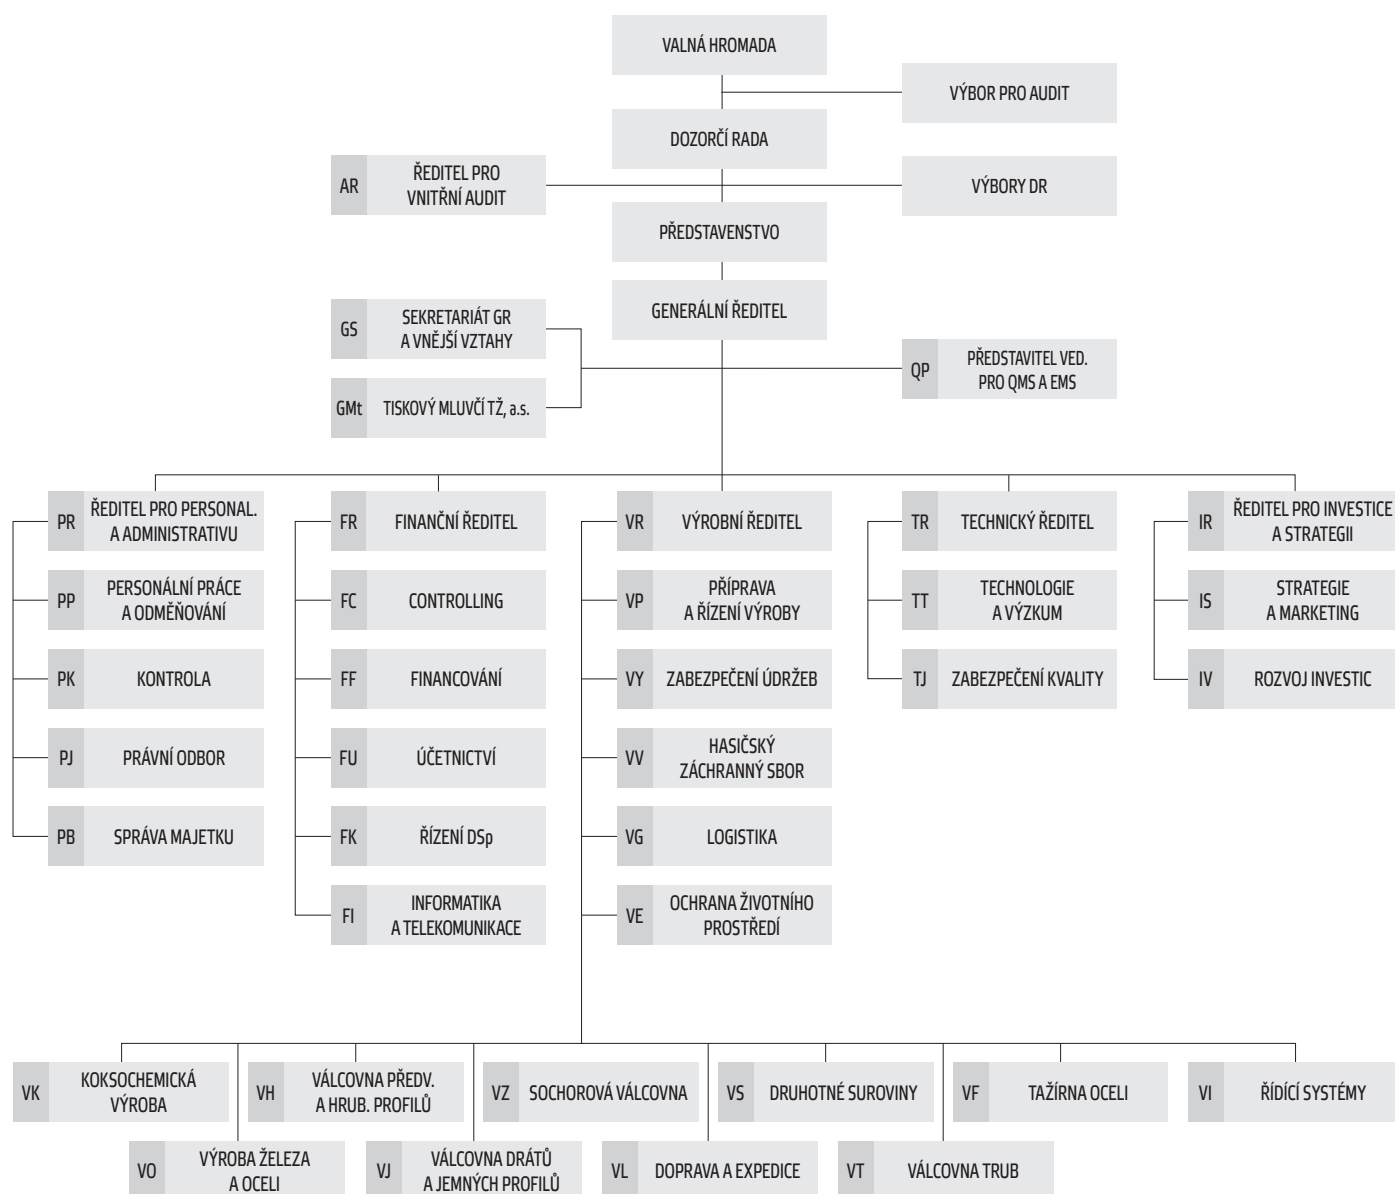 VALNÁ HROMADA
VÝBOR PRO AUDIT
DOZORČÍ RADA
AR
ŘEDITEL PRO
VNITŘNÍ AUDIT
VÝBORY DR
PŘEDSTAVENSTVO
GENERÁLNÍ ŘEDITEL
GS
SEKRETARIÁT GR
A VNĚJŠÍ VZTAHY
QP
PŘEDSTAVITEL VED.
PRO QMS A EMS
GMt
TISKOVÝ MLUVČÍ TŽ, a.s.
PR
ŘEDITEL PRO PERSONAL.
A ADMINISTRATIVU
FR
FINANČNÍ ŘEDITEL
VR
VÝROBNÍ ŘEDITEL
TR
TECHNICKÝ ŘEDITEL
IR
ŘEDITEL PRO INVESTICE
A STRATEGII
PP
PERSONÁLNÍ PRÁCE
A ODMĚŇOVÁNÍ
FC
CONTROLLING
VP
PŘÍPRAVA
A ŘÍZENÍ VÝROBY
TT
TECHNOLOGIE
A VÝZKUM
IS
STRATEGIE
A MARKETING
PK
KONTROLA
FF
FINANCOVÁNÍ
VY
ZABEZPEČENÍ ÚDRŽEB
TJ
ZABEZPEČENÍ KVALITY
IV
ROZVOJ INVESTIC
PJ
PRÁVNÍ ODBOR
FU
ÚČETNICTVÍ
VV
HASIČSKÝ
ZÁCHRANNÝ SBOR
PB
SPRÁVA MAJETKU
FK
ŘÍZENÍ DSp
VG
LOGISTIKA
FI
INFORMATIKA
A TELEKOMUNIKACE
VE
OCHRANA ŽIVOTNÍHO
PROSTŘEDÍ
VK
KOKSOCHEMICKÁ
VÝROBA
VH
VÁLCOVNA PŘEDV.
A HRUB. PROFILŮ
VZ
SOCHOROVÁ VÁLCOVNA
VS
DRUHOTNÉ SUROVINY
VF
TAŽÍRNA OCELI
VI
ŘÍDÍCÍ SYSTÉMY
VO
VÝROBA ŽELEZA
A OCELI
VJ
VÁLCOVNA DRÁTŮ
A JEMNÝCH PROFILŮ
VL
DOPRAVA A EXPEDICE
VT
VÁLCOVNA TRUB